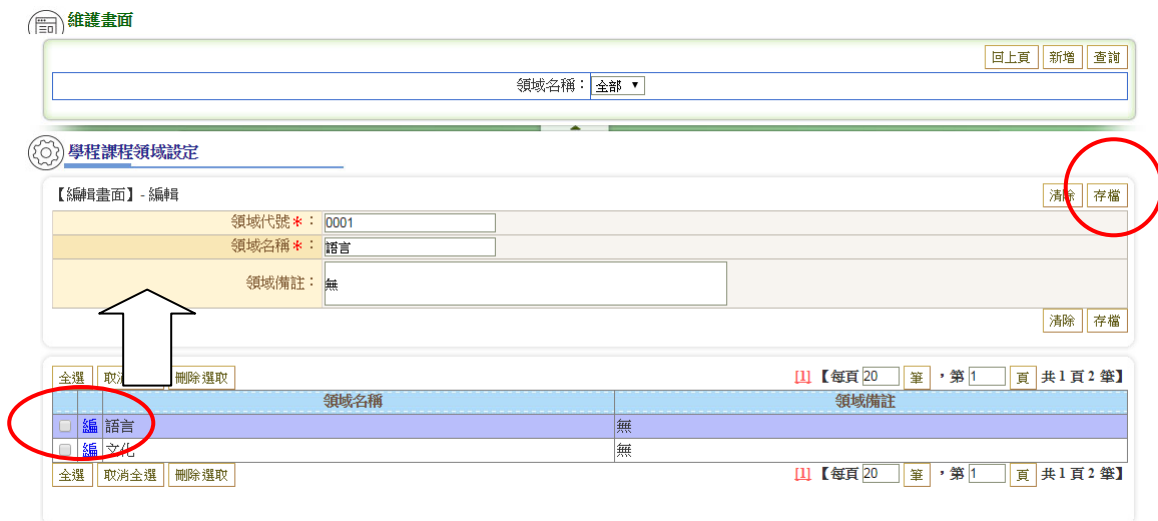 維護畫面
回上頁 新增 查詢
領域名稱： 全部
學程課程領域設定
【編輯畫面】- 編輯 清除 存檔
領域代號＊： 0001
領域名稱＊： 語言
領域備註： 無
清除 存檔
全選 取消 刪除選取 [1]【每頁 20 筆 ，第 1 頁 共 1 頁 2 筆】
領域名稱 領域備註
編 語言 無
編 文化 無
全選 取消全選 刪除選取 [1]【每頁 20 筆 ，第 1 頁 共 1 頁 2 筆】